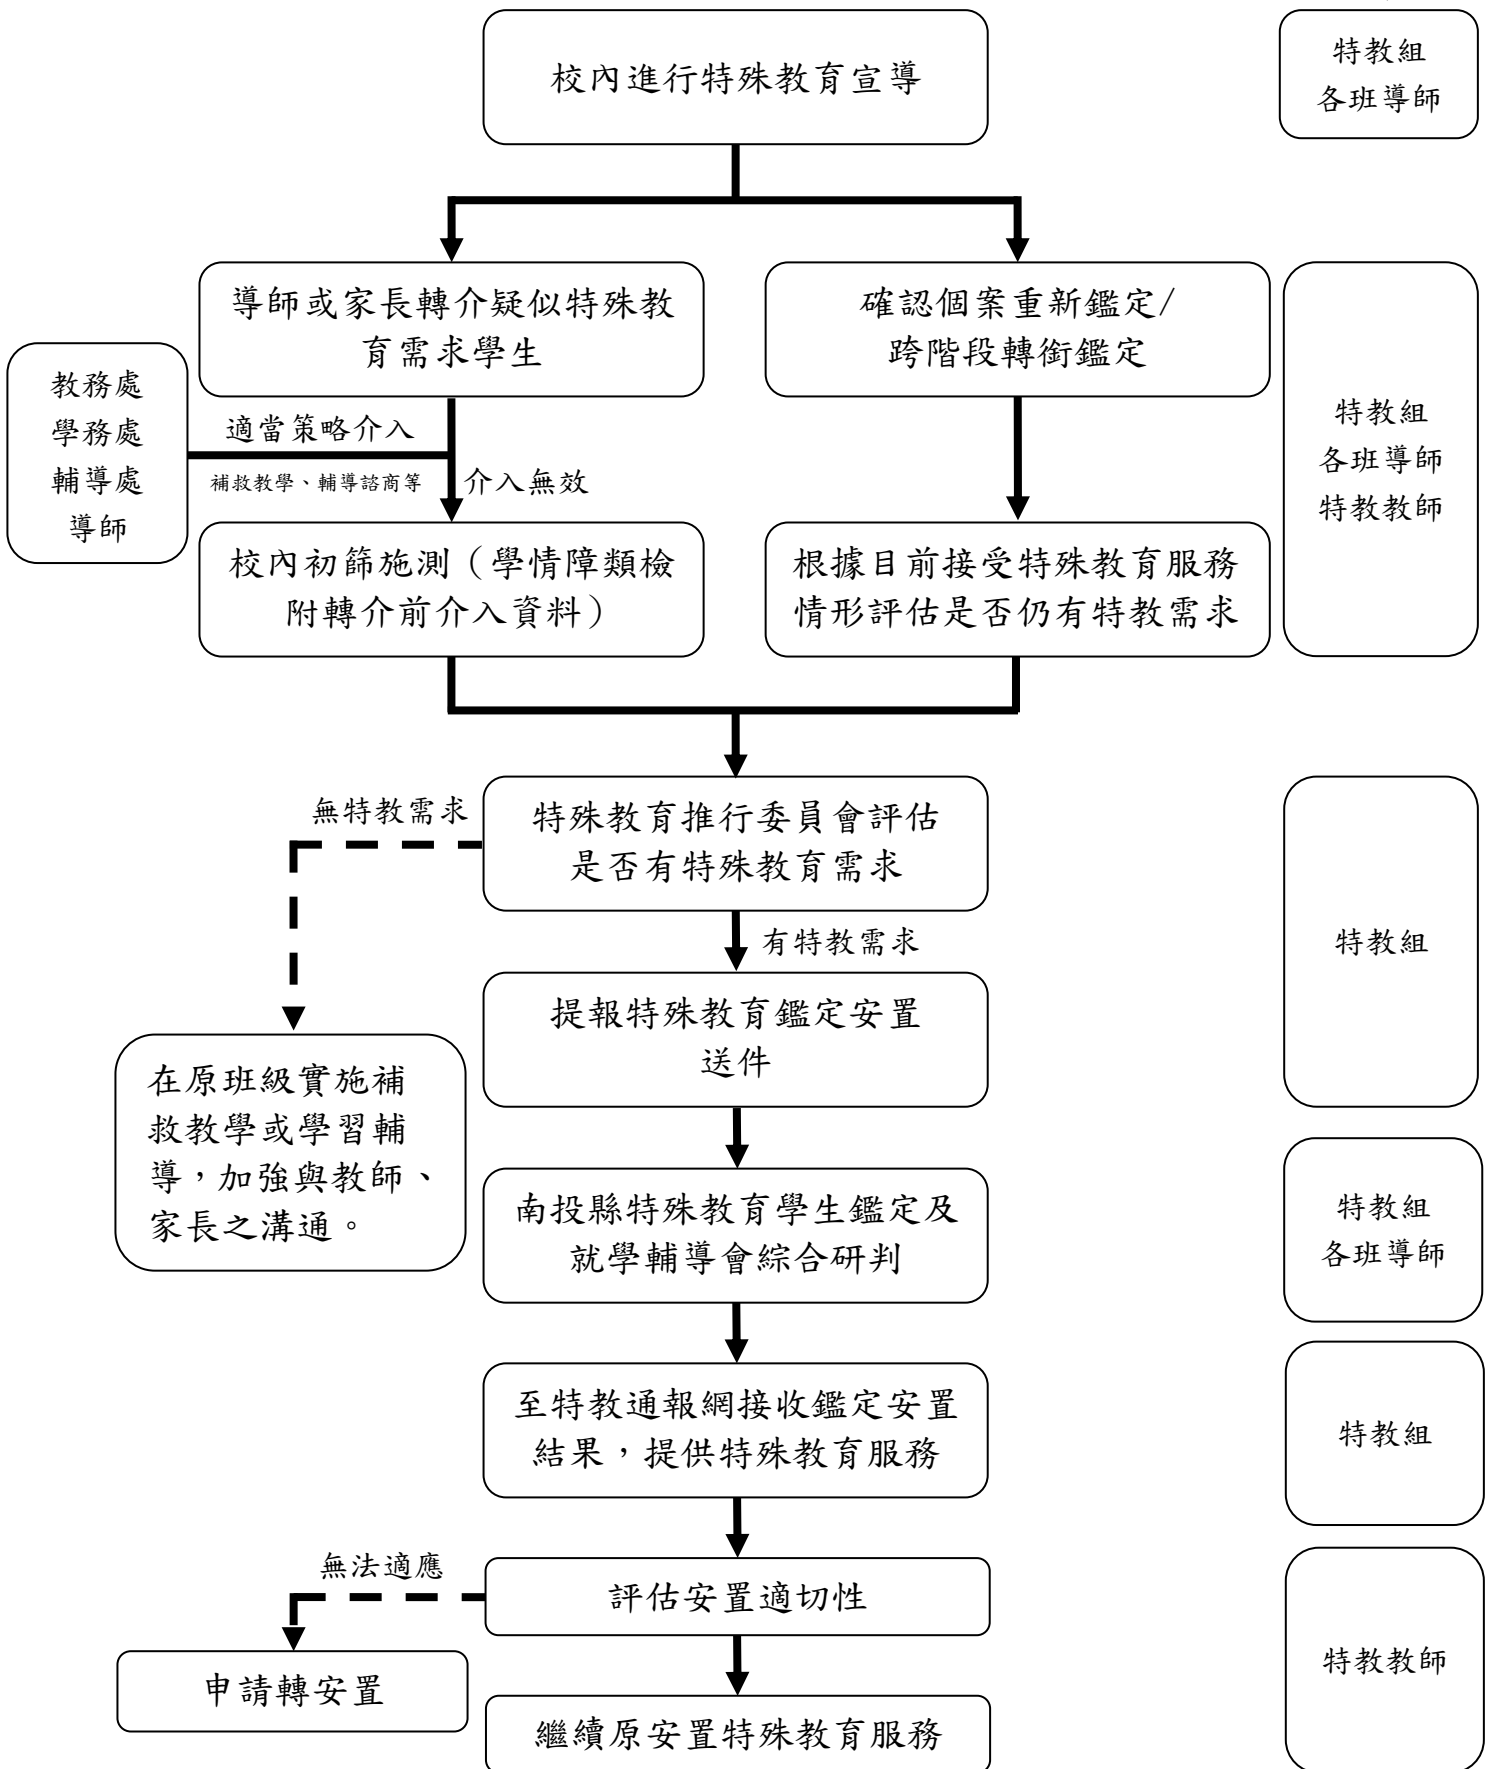 校內進行特殊教育宣導
特教組
各班導師
導師或家長轉介疑似特殊教
育需求學生
確認個案重新鑑定/
跨階段轉銜鑑定
教務處
學務處
輔導處
導師
適當策略介入
補救教學、輔導諮商等
介入無效
特教組
各班導師
特教教師
校內初篩施測（學情障類檢
附轉介前介入資料）
根據目前接受特殊教育服務
情形評估是否仍有特教需求
無特教需求
特殊教育推行委員會評估
是否有特殊教育需求
有特教需求
特教組
提報特殊教育鑑定安置
送件
在原班級實施補
救教學或學習輔
導，加強與教師、
家長之溝通。
南投縣特殊教育學生鑑定及
就學輔導會綜合研判
特教組
各班導師
至特教通報網接收鑑定安置
結果，提供特殊教育服務
特教組
無法適應
評估安置適切性
申請轉安置
特教教師
繼續原安置特殊教育服務